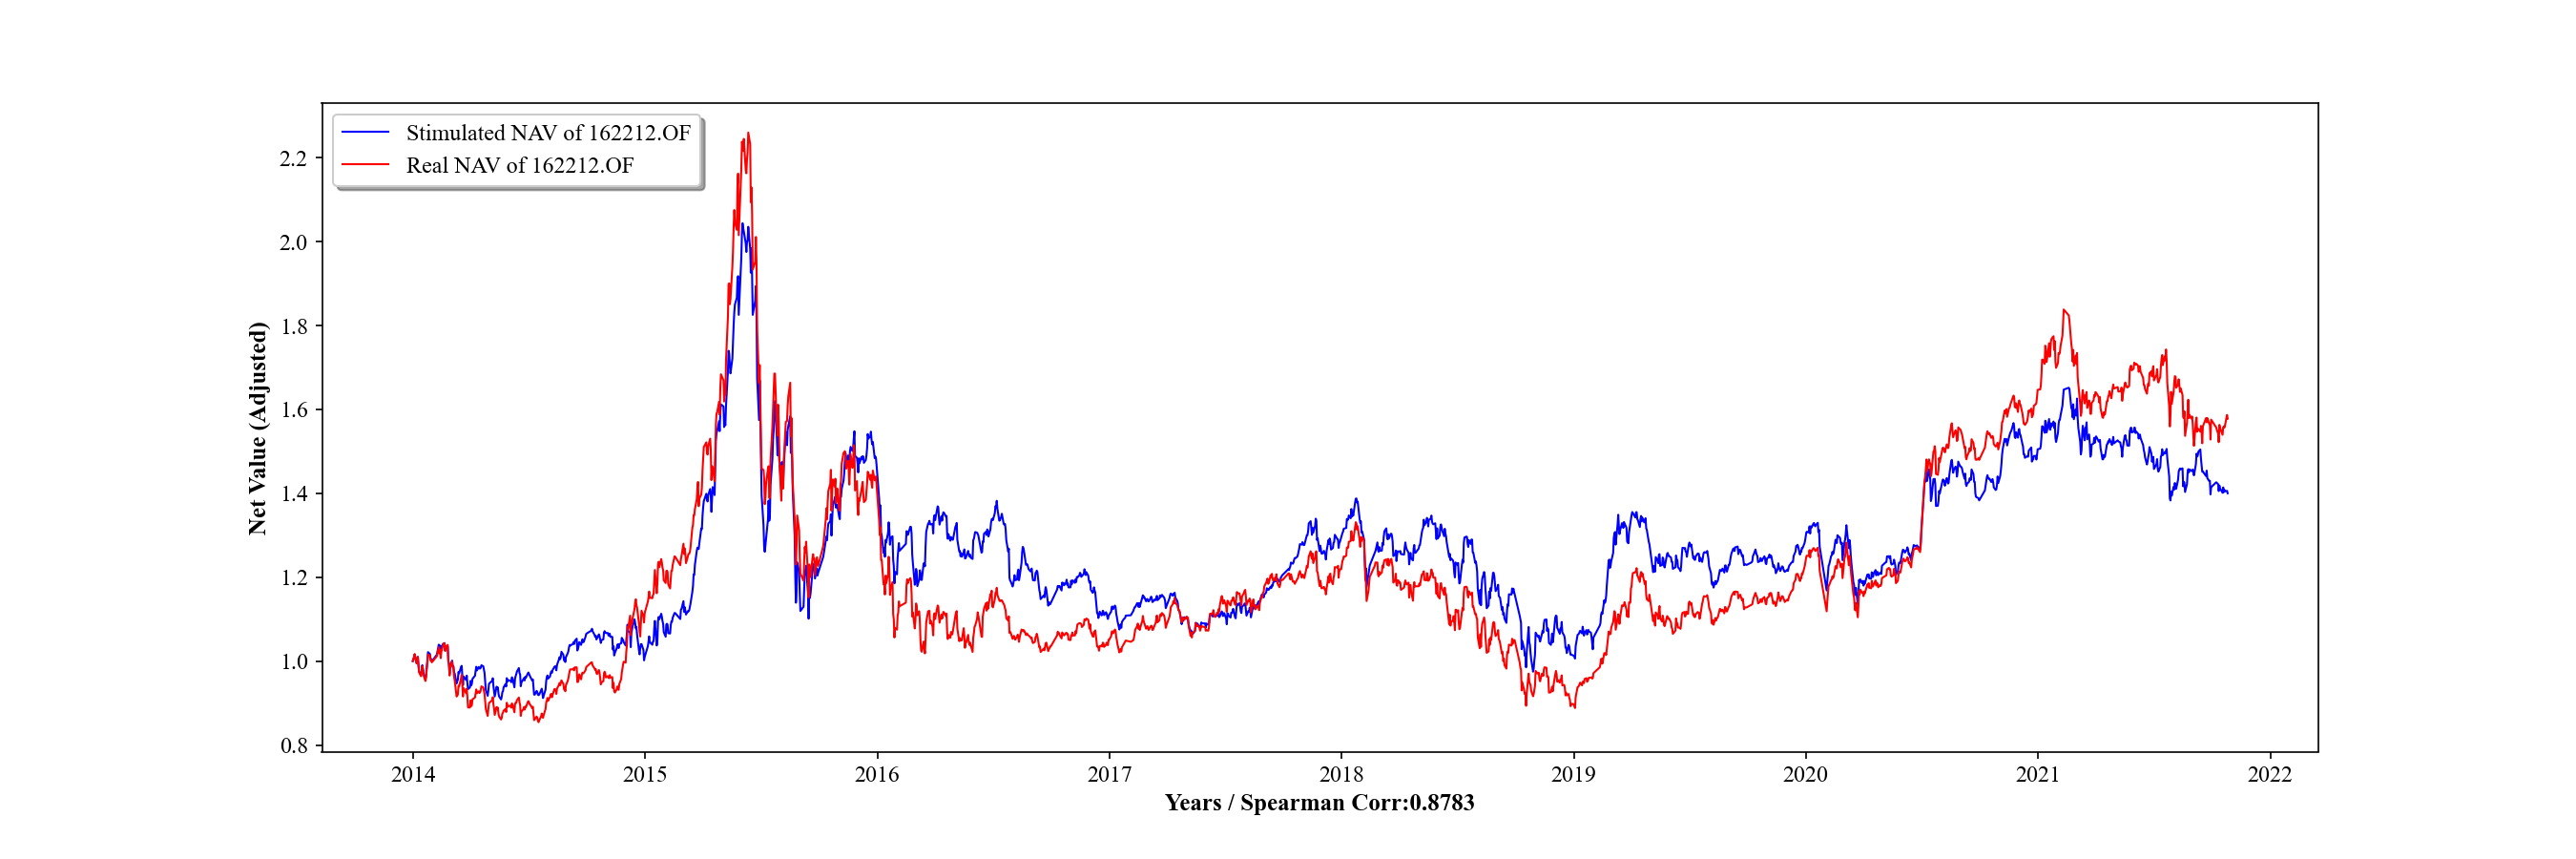 Stimulated NAV of 162212.OF
Real NAV of 162212.OF
Net Value (Adjusted)
2.2
2.0
1.8
1.6
1.4
1.2
1.0
0.8
2014 2015 2016 2017 2018 2019 2020 2021 2022
Years / Spearman Corr:0.8783